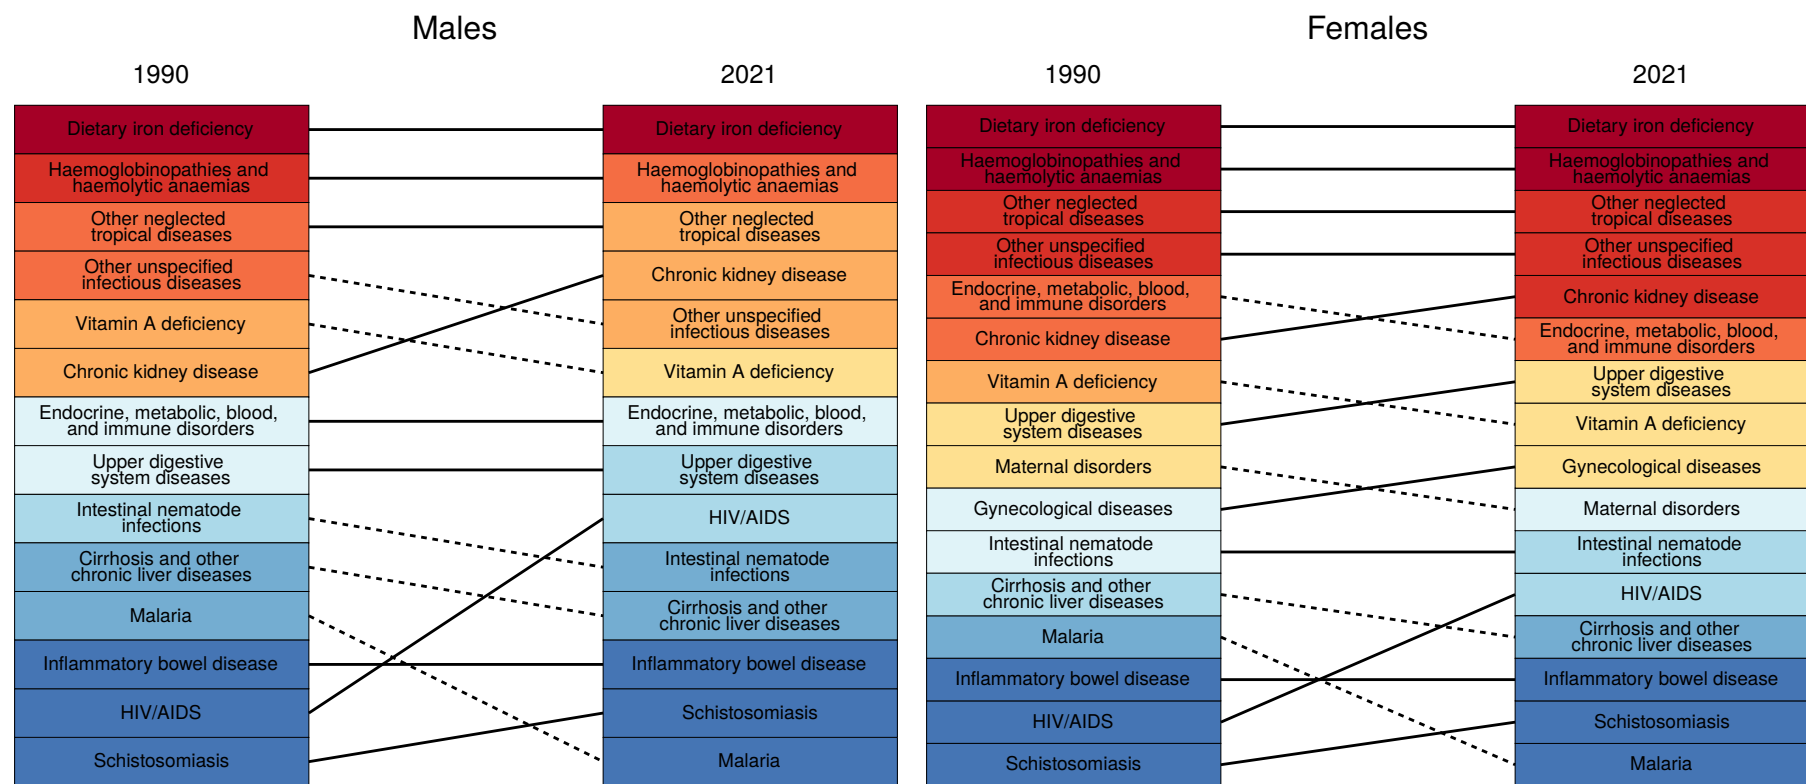 Males
1990
2021
Dietary iron deficiency
Haemoglobinopathies and
haemolytic anaemias
Other neglected
tropical diseases
Other unspecified
infectious diseases
Vitamin A deficiency
Chronic kidney disease
Endocrine, metabolic, blood,
and immune disorders
Upper digestive
system diseases
Intestinal nematode
infections
Cirrhosis and other
chronic liver diseases
Malaria
Inflammatory bowel disease
HIV/AIDS
Schistosomiasis
Dietary iron deficiency
Haemoglobinopathies and
haemolytic anaemias
Other neglected
tropical diseases
Chronic kidney disease
Other unspecified
infectious diseases
Vitamin A deficiency
Endocrine, metabolic, blood,
and immune disorders
Upper digestive
system diseases
HIV/AIDS
Intestinal nematode
infections
Cirrhosis and other
chronic liver diseases
Inflammatory bowel disease
Schistosomiasis
Malaria
Females
1990
2021
Dietary iron deficiency
Haemoglobinopathies and
haemolytic anaemias
Other neglected
tropical diseases
Other unspecified
infectious diseases
Endocrine, metabolic, blood,
and immune disorders
Chronic kidney disease
Vitamin A deficiency
Upper digestive
system diseases
Maternal disorders
Gynecological diseases
Intestinal nematode
infections
Cirrhosis and other
chronic liver diseases
Malaria
Inflammatory bowel disease
HIV/AIDS
Schistosomiasis
Dietary iron deficiency
Haemoglobinopathies and
haemolytic anaemias
Other neglected
tropical diseases
Other unspecified
infectious diseases
Chronic kidney disease
Endocrine, metabolic, blood,
and immune disorders
Upper digestive
system diseases
Vitamin A deficiency
Gynecological diseases
Maternal disorders
Intestinal nematode
infections
HIV/AIDS
Cirrhosis and other
chronic liver diseases
Inflammatory bowel disease
Schistosomiasis
Malaria